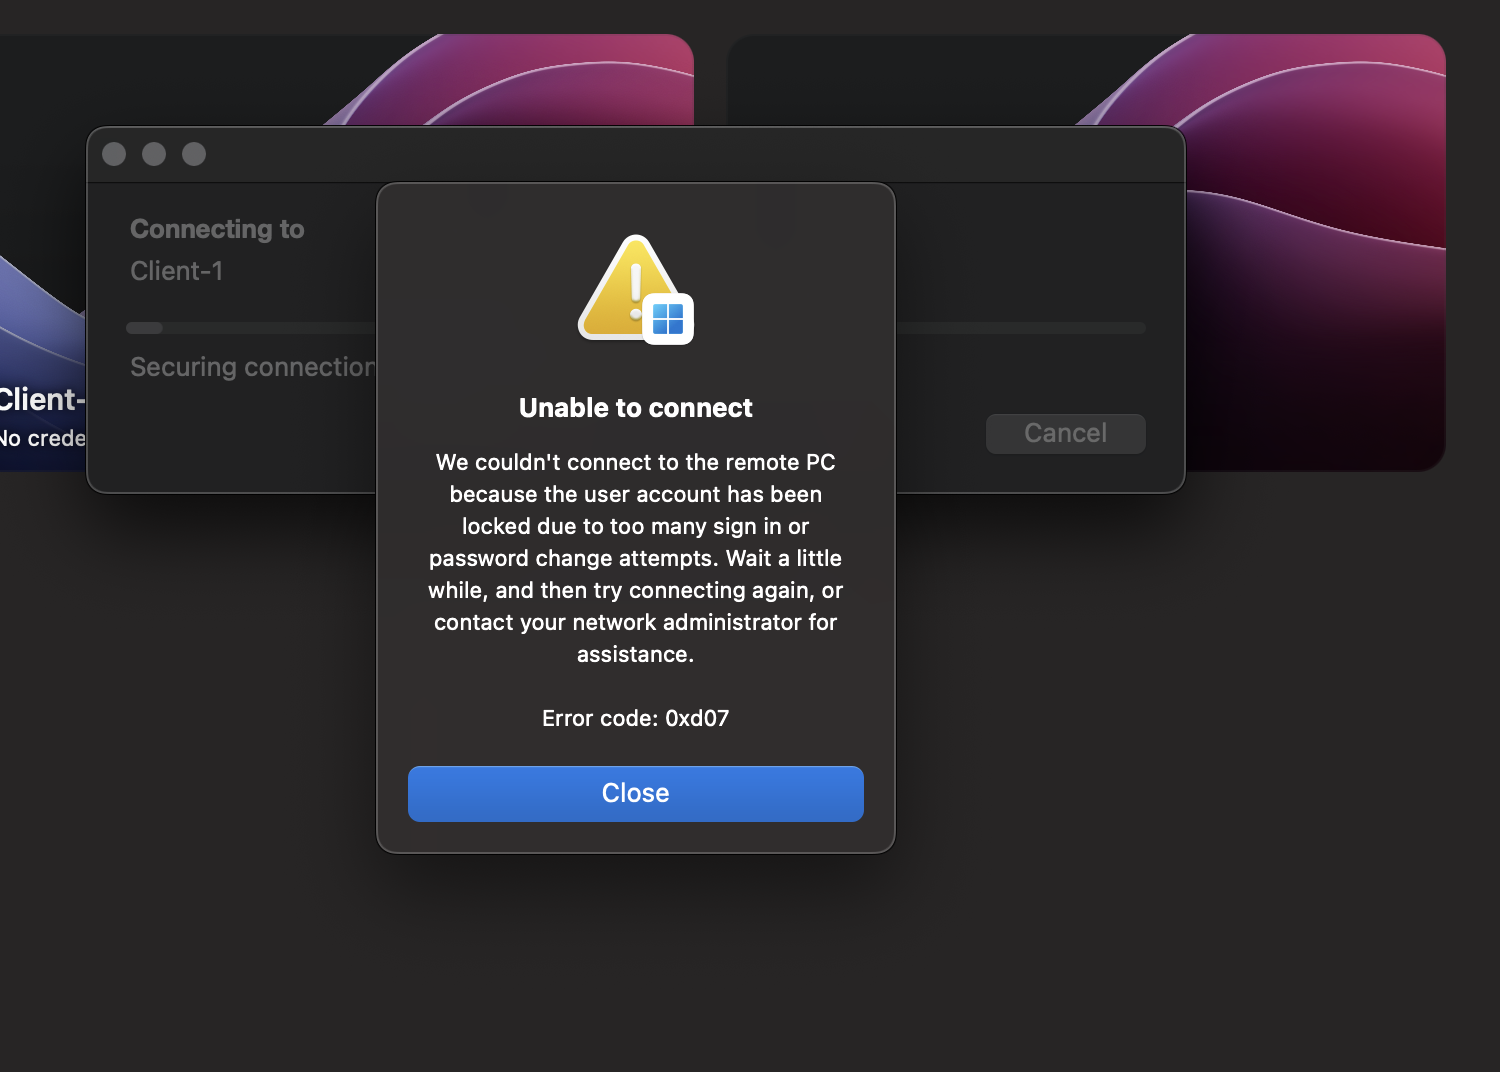 Connecting to
Client-1
Securing connection
Client-
No crede
Cancel
Unable to connect
We couldn't connect to the remote PC
because the user account has been
locked due to too many sign in or
password change attempts. Wait a little
while, and then try connecting again, or
contact your network administrator for
assistance.
Error code: 0xd07
Close